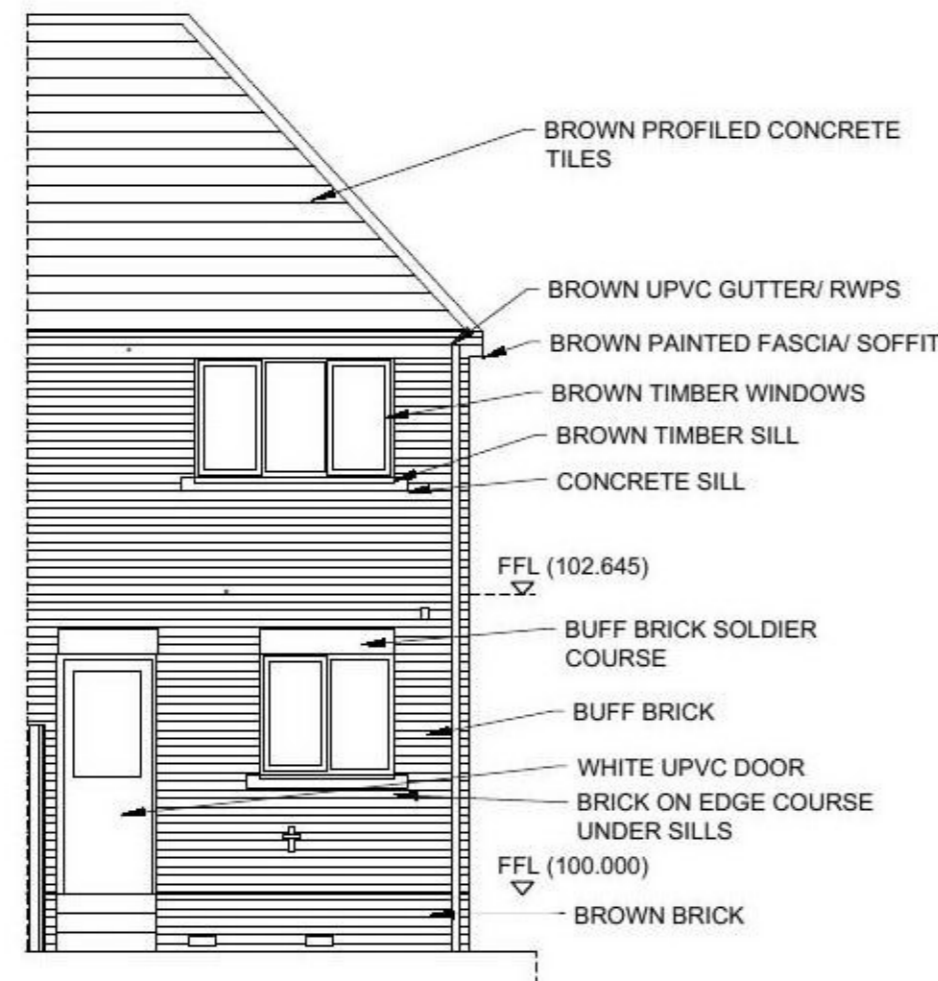 BROWN PROFILED CONCRETE
TILES
BROWN UPVC GUTTER/ RWPS
BROWN PAINTED FASCIA/ SOFFIT
BROWN TIMBER WINDOWS
BROWN TIMBER SILL
CONCRETE SILL
FFL (102.645)
BUFF BRICK SOLDIER
COURSE
BUFF BRICK
WHITE UPVC DOOR
BRICK ON EDGE COURSE
UNDER SILLS
FFL (100.000)
BROWN BRICK